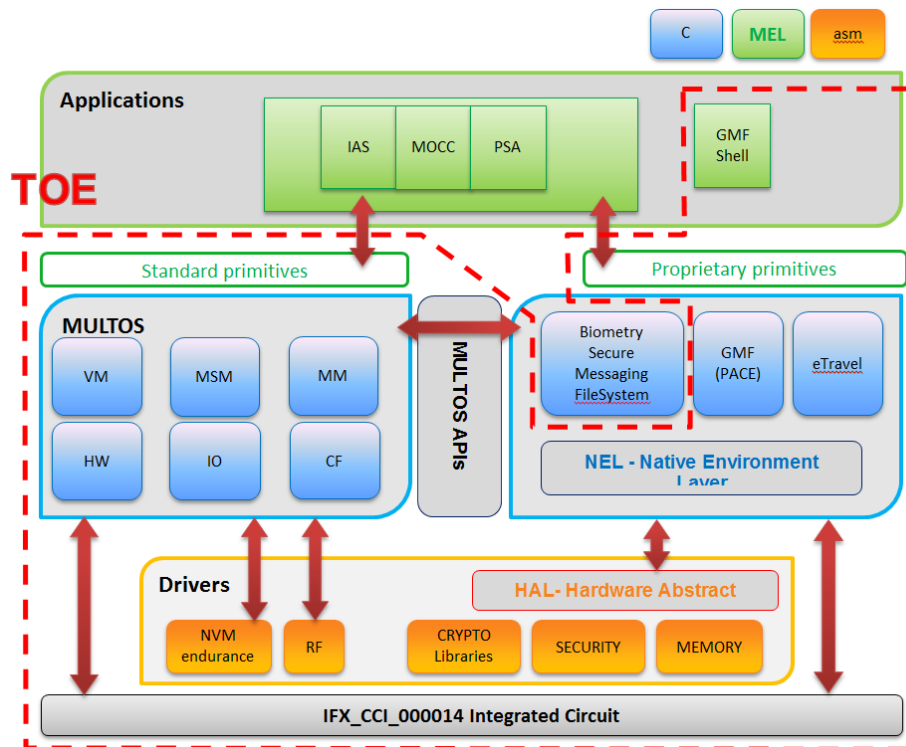 C
MEL
asm
Applications
IAS
MOCC
PSA
GMF
Shell
TOE
Standard primitives
Proprietary primitives
MULTOS
VM
MSM
MM
HW
IO
CF
MULTOS APIs
Biometry
Secure
Messaging
FileSystem
GMF
(PACE)
eTravel
NEL - Native Environment
Layer
Drivers
HAL- Hardware Abstract
NVM
endurance
RF
CRYPTO
Libraries
SECURITY
MEMORY
IFX_CCI_000014 Integrated Circuit